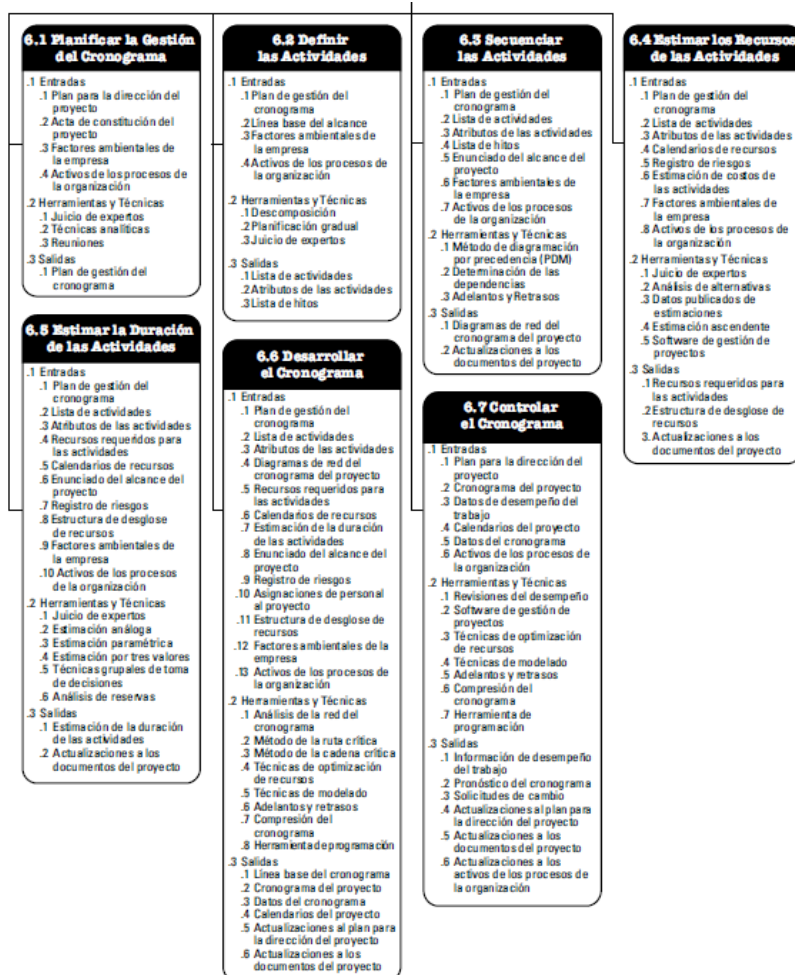 6.1 Planificar la Gestión
del Cronograma
.1 Entradas
.1 Plan para la dirección del
proyecto
.2 Acta de constitución del
proyecto
.3 Factores ambientales de
la empresa
.4 Activos de los procesos de
la organización
.2 Herramientas y Técnicas
.1 Juicio de expertos
.2 Técnicas analíticas
.3 Reuniones
.3 Salidas
.1 Plan de gestión del
cronograma
6.2 Definir
las Actividades
.1 Entradas
.1 Plan de gestión del
cronograma
.2 Línea base del alcance
.3 Factores ambientales de
la empresa
.4 Activos de los procesos de
la organización
.2 Herramientas y Técnicas
.1 Descomposición
.2 Planificación gradual
.3 Juicio de expertos
.3 Salidas
.1 Lista de actividades
.2 Atributos de las actividades
.3 Lista de hitos
6.3 Secuenciar
las Actividades
.1 Entradas
.1 Plan de gestión del
cronograma
.2 Lista de actividades
.3 Atributos de las actividades
.4 Lista de hitos
.5 Enunciado del alcance del
proyecto
.6 Factores ambientales de
la empresa
.7 Activos de los procesos
de la organización
.2 Herramientas y Técnicas
.1 Método de diagramación
por precedencia (PDM)
.2 Determinación de las
dependencias
.3 Adelantos y Retrasos
.3 Salidas
.1 Diagramas de red del
cronograma del proyecto
.2 Actualizaciones a los
documentos del proyecto
6.4 Estimar los Recursos
de las Actividades
.1 Entradas
.1 Plan de gestión del
cronograma
.2 Lista de actividades
.3 Atributos de las actividades
.4 Calendarios de recursos
.5 Registro de riesgos
.6 Estimación de costos de
las actividades
.7 Factores ambientales de
la empresa
.8 Activos de los procesos de
la organización
.2 Herramientas y Técnicas
.1 Juicio de expertos
.2 Análisis de alternativas
.3 Datos publicados de
estimaciones
.4 Estimación ascendente
.5 Software de gestión de
proyectos
.3 Salidas
.1 Recursos requeridos para
las actividades
.2 Estructura de desglose de
recursos
3. Actualizaciones a los
documentos del proyecto
6.5 Estimar la Duración
de las Actividades
.1 Entradas
.1 Plan de gestión del
cronograma
.2 Lista de actividades
.3 Atributos de las actividades
.4 Recursos requeridos para
las actividades
.5 Calendarios de recursos
.6 Enunciado del alcance del
proyecto
.7 Registro de riesgos
.8 Estructura de desglose
de recursos
.9 Factores ambientales de
la empresa
.10 Activos de los procesos
de la organización
.2 Herramientas y Técnicas
.1 Juicio de expertos
.2 Estimación análoga
.3 Estimación paramétrica
.4 Estimación por tres valores
.5 Técnicas grupales de toma
de decisiones
.6 Análisis de reservas
.3 Salidas
.1 Estimación de la duración
de las actividades
.2 Actualizaciones a los
documentos del proyecto
6.6 Desarrollar
el Cronograma
.1 Entradas
.1 Plan de gestión del
cronograma
.2 Lista de actividades
.3 Atributos de las actividades
.4 Diagramas de red del
cronograma del proyecto
.5 Recursos requeridos para
las actividades
.6 Calendarios de recursos
.7 Estimación de la duración
de las actividades
.8 Enunciado del alcance del
proyecto
.9 Registro de riesgos
.10 Asignaciones de personal
al proyecto
.11 Estructura de desglose de
recursos
.12 Factores ambientales de la
empresa
.13 Activos de los procesos de
la organización
.2 Herramientas y Técnicas
.1 Análisis de la red del
cronograma
.2 Método de la ruta crítica
.3 Método de la cadena crítica
.4 Técnicas de optimización
de recursos
.5 Técnicas de modelado
.6 Adelantos y retrasos
.7 Compresión del
cronograma
.8 Herramienta de programación
.3 Salidas
.1 Línea base del cronograma
.2 Cronograma del proyecto
.3 Datos del cronograma
.4 Calendarios del proyecto
.5 Actualizaciones al plan para
la dirección del proyecto
.6 Actualizaciones a los
documentos del proyecto
6.7 Controlar
el Cronograma
.1 Entradas
.1 Plan para la dirección del
proyecto
.2 Cronograma del proyecto
.3 Datos de desempeño del
trabajo
.4 Calendarios del proyecto
.5 Datos del cronograma
.6 Activos de los procesos de
la organización
.2 Herramientas y Técnicas
.1 Revisiones del desempeño
.2 Software de gestión de
proyectos
.3 Técnicas de optimización
de recursos
.4 Técnicas de modelado
.5 Adelantos y retrasos
.6 Compresión del
cronograma
.7 Herramienta de
programación
.3 Salidas
.1 Información de desempeño
del trabajo
.2 Pronóstico del cronograma
.3 Solicitudes de cambio
.4 Actualizaciones al plan para
la dirección del proyecto
.5 Actualizaciones a los
documentos del proyecto
.6 Actualizaciones a los
activos de los procesos de
la organización